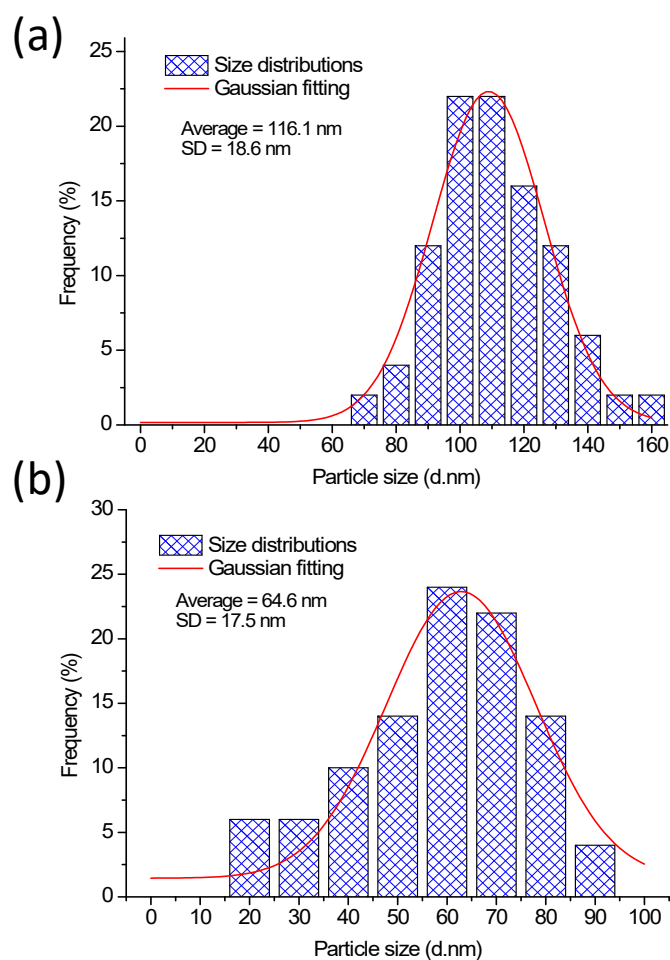 (a)
25
20
15
10
5
0
Frequency (%)
Size distributions
Gaussian fitting
Average = 116.1 nm
SD = 18.6 nm
0 20 40 60 80 100 120 140 160
Particle size (d.nm)
(b)
30
25
20
15
10
5
0
Frequency (%)
Size distributions
Gaussian fitting
Average = 64.6 nm
SD = 17.5 nm
0 10 20 30 40 50 60 70 80 90 100
Particle size (d.nm)